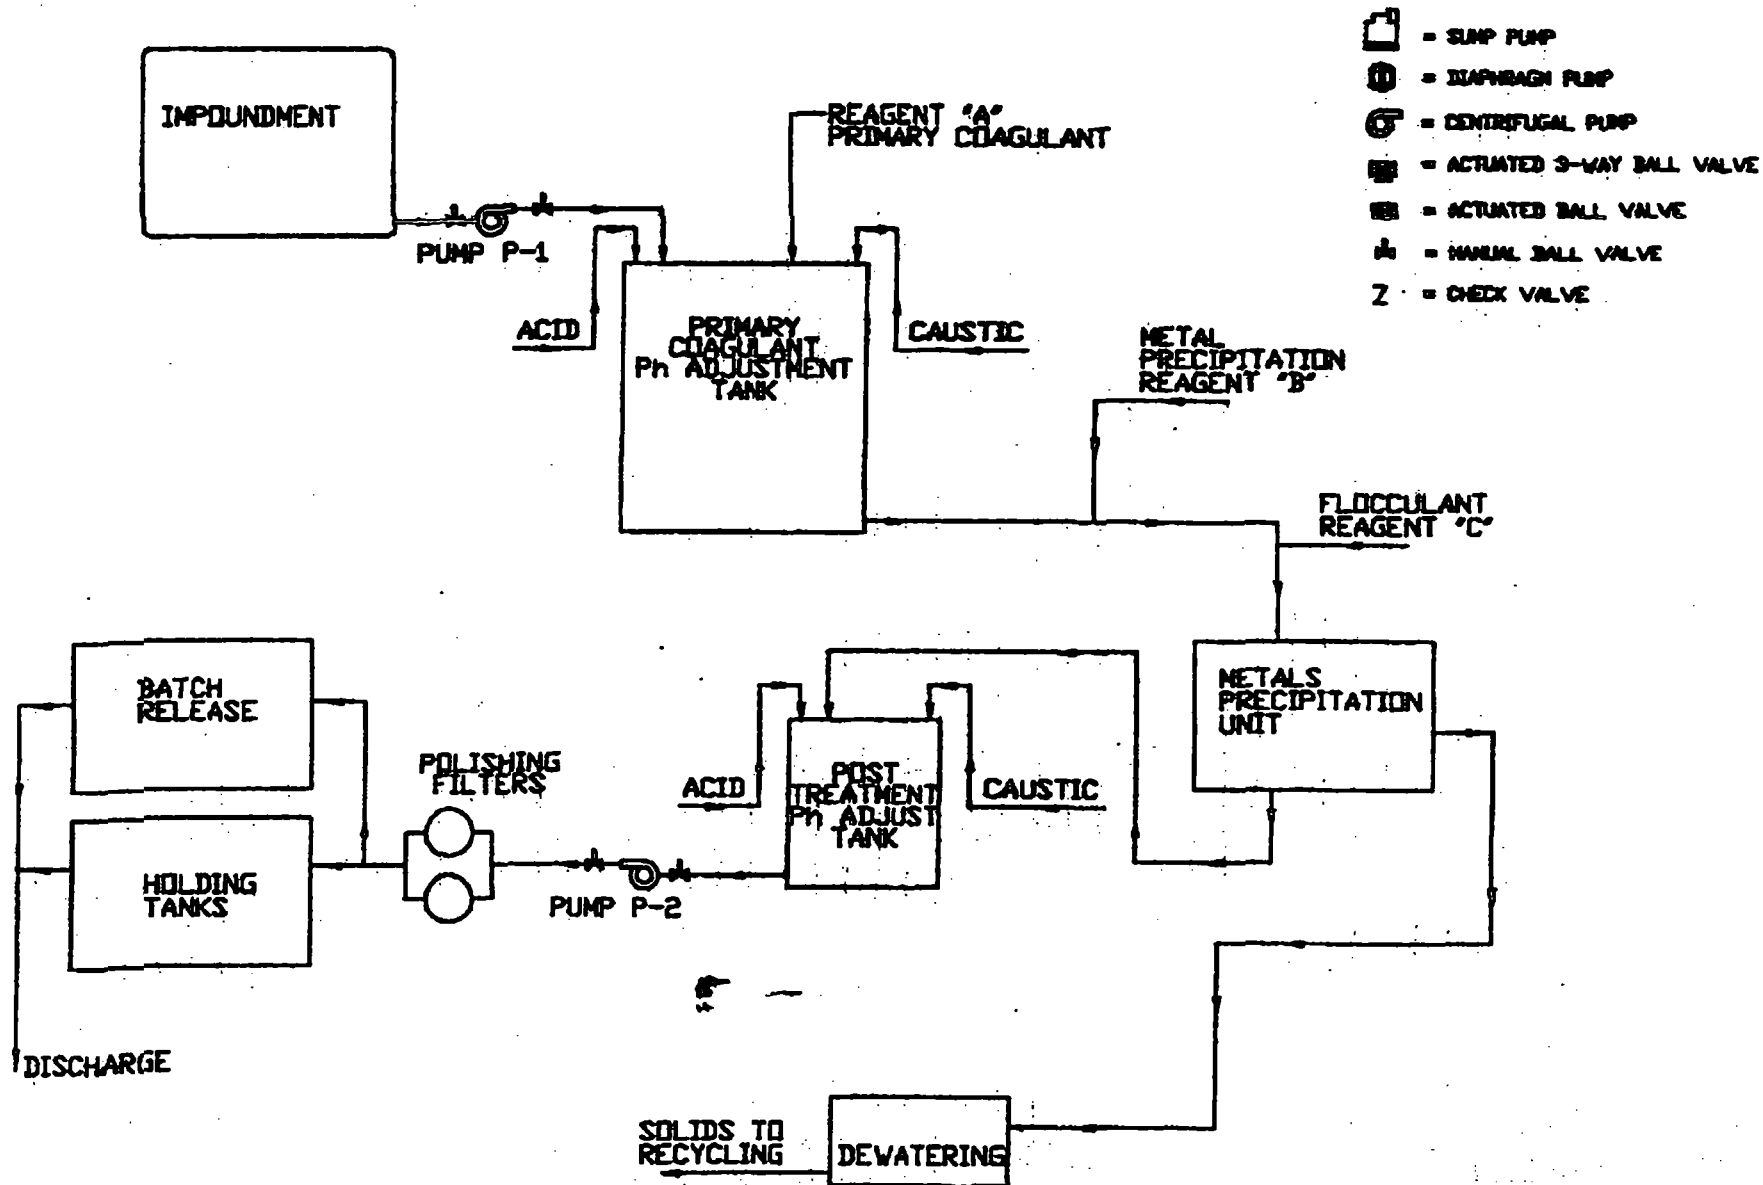 = SUMP PUMP
= DIAPHRAGM PUMP
= CENTRIFUGAL PUMP
= ACTUATED 3-WAY BALL VALVE
= ACTUATED BALL VALVE
= MANUAL BALL VALVE
Z = CHECK VALVE
IMPOUNDMENT
REAGENT "A"
PRIMARY COAGULANT
PUMP P-1
ACID
PRIMARY
COAGULANT
Ph ADJUSTMENT
TANK
CAUSTIC
METAL
PRECIPITATION
REAGENT "B"
FLOCCULANT
REAGENT "C"
METALS
PRECIPITATION
UNIT
BATCH
RELEASE
POLISHING
FILTERS
ACID
POST
TREATMENT
Ph ADJUST
TANK
CAUSTIC
HOLDING
TANKS
PUMP P-2
DISCHARGE
SOLIDS TO
RECYCLING
DEWATERING